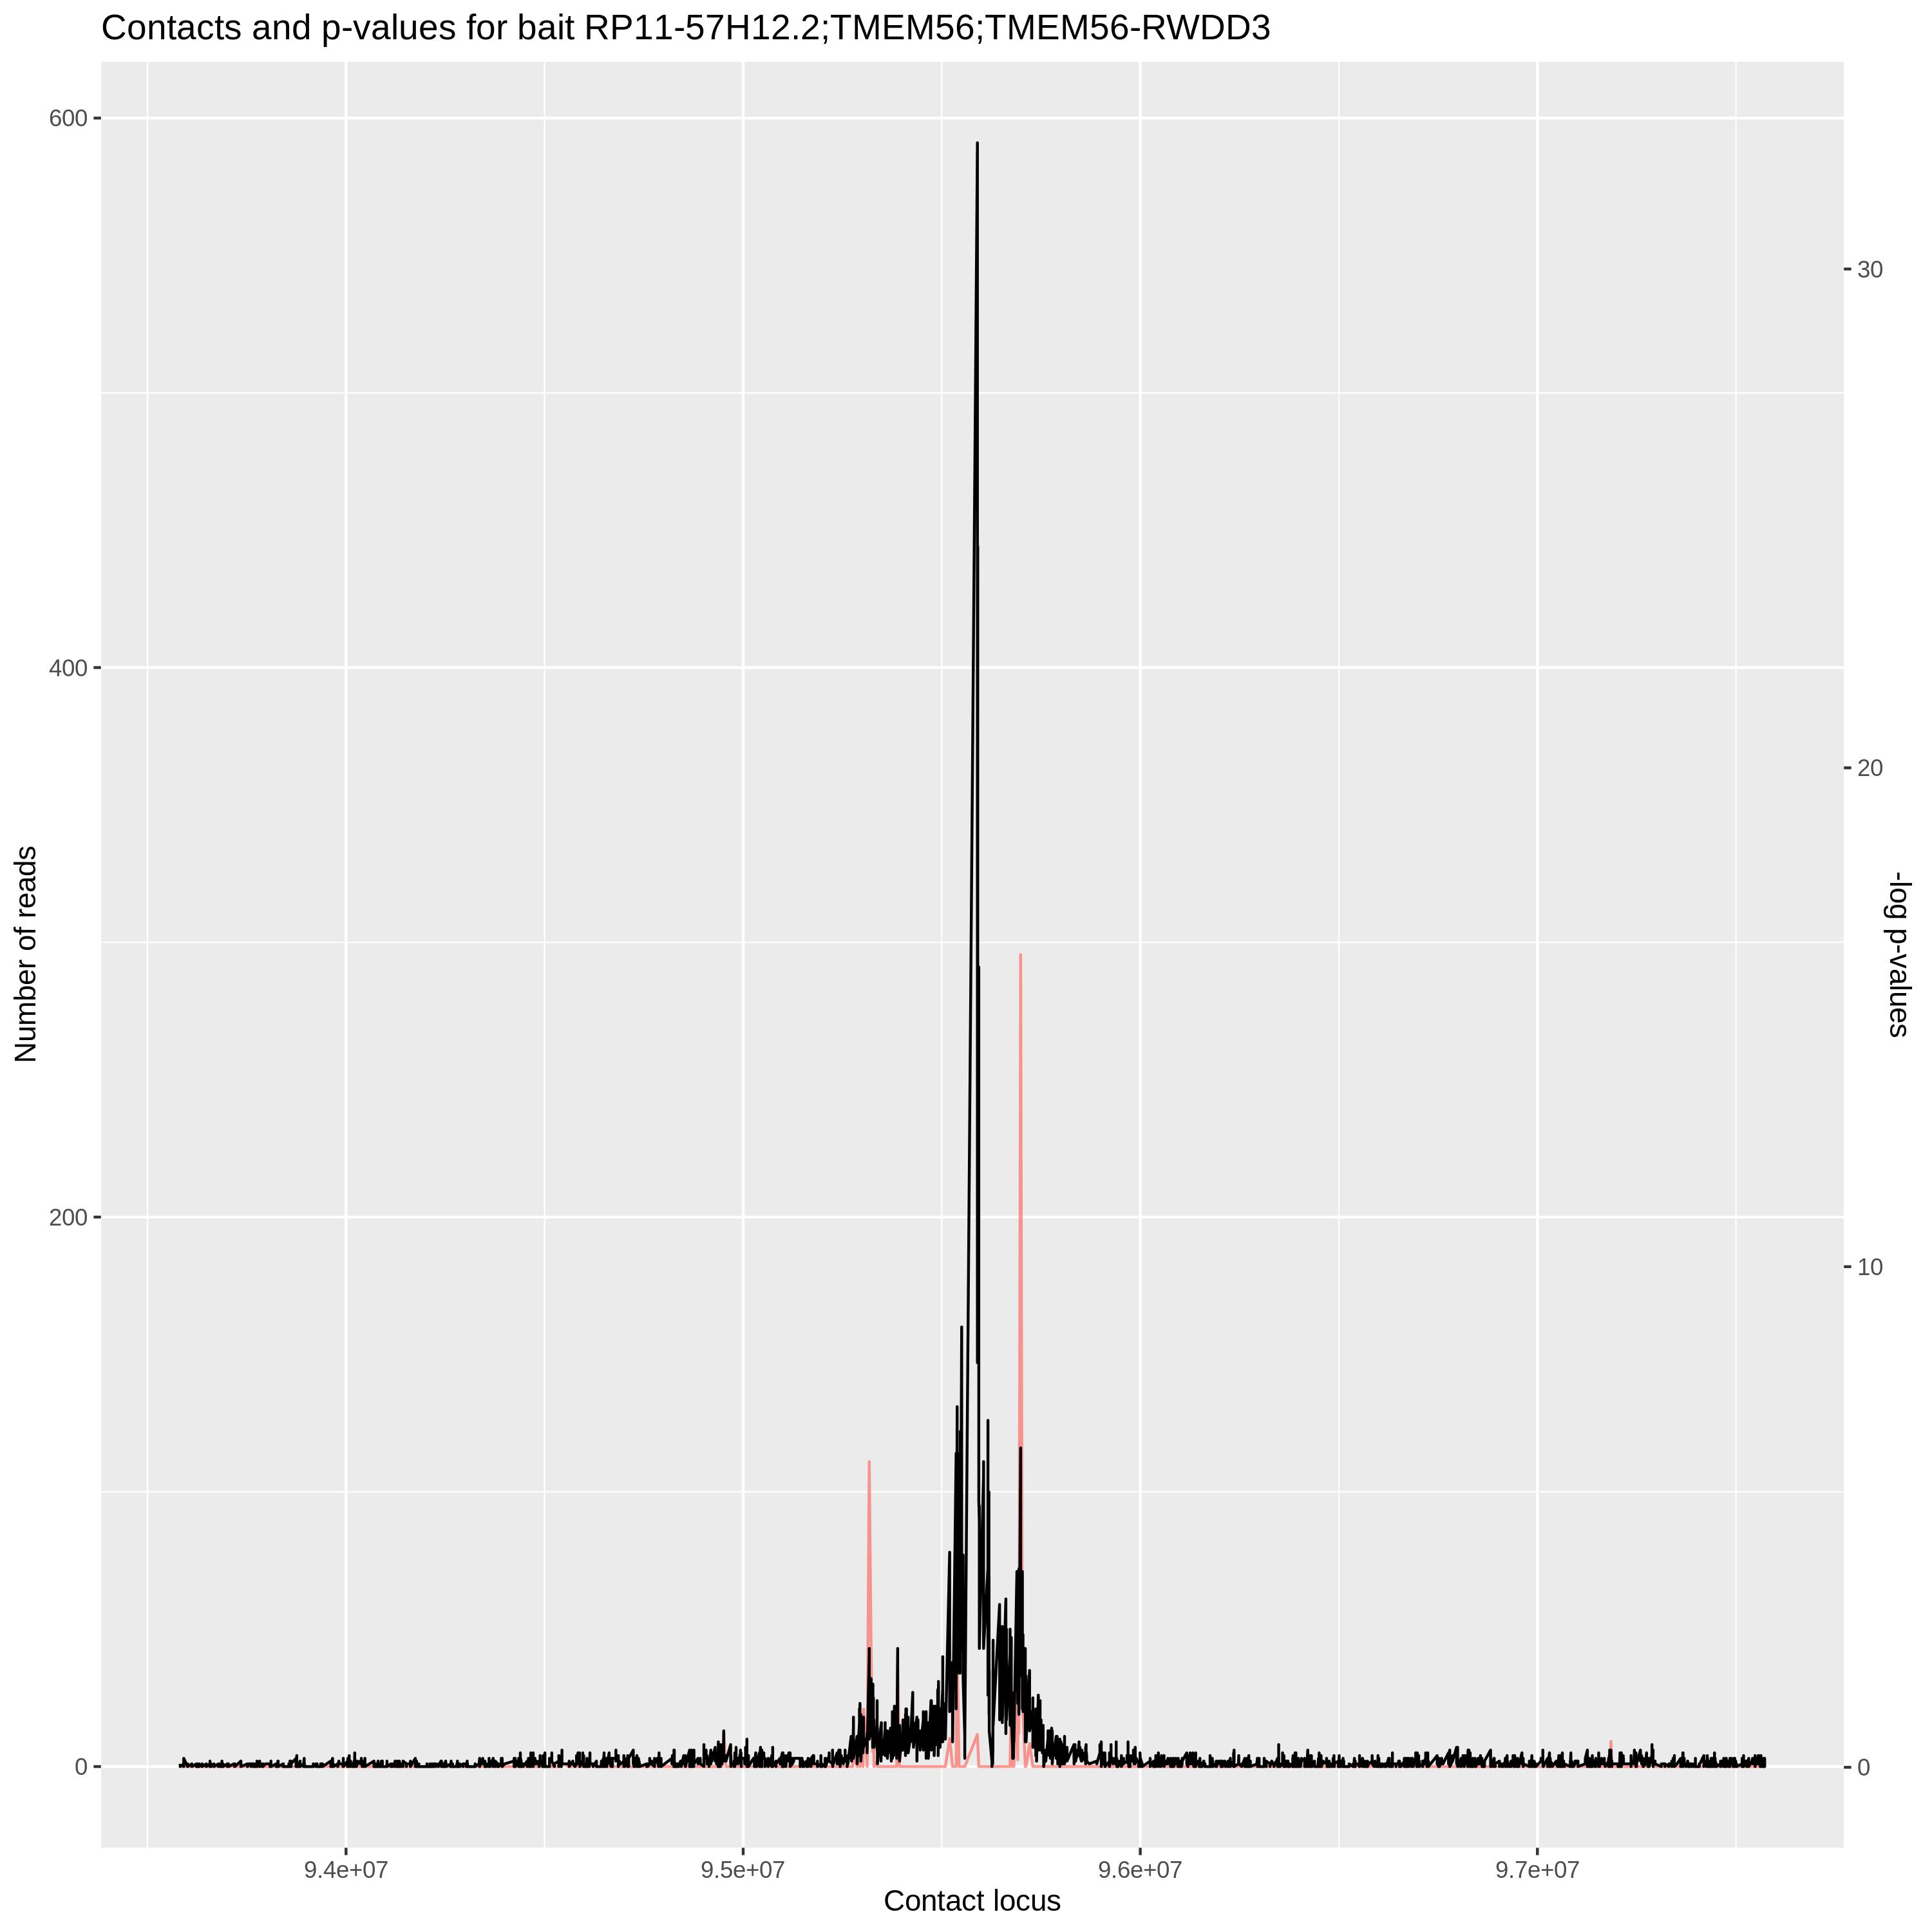 Contacts and p-values for bait RP11-57H12.2;TMEM56;TMEM56-RWDD3
600
400
200
0
Number of reads
30
20
10
0
-log p-values
9.4e+07 9.5e+07 9.6e+07 9.7e+07
Contact locus